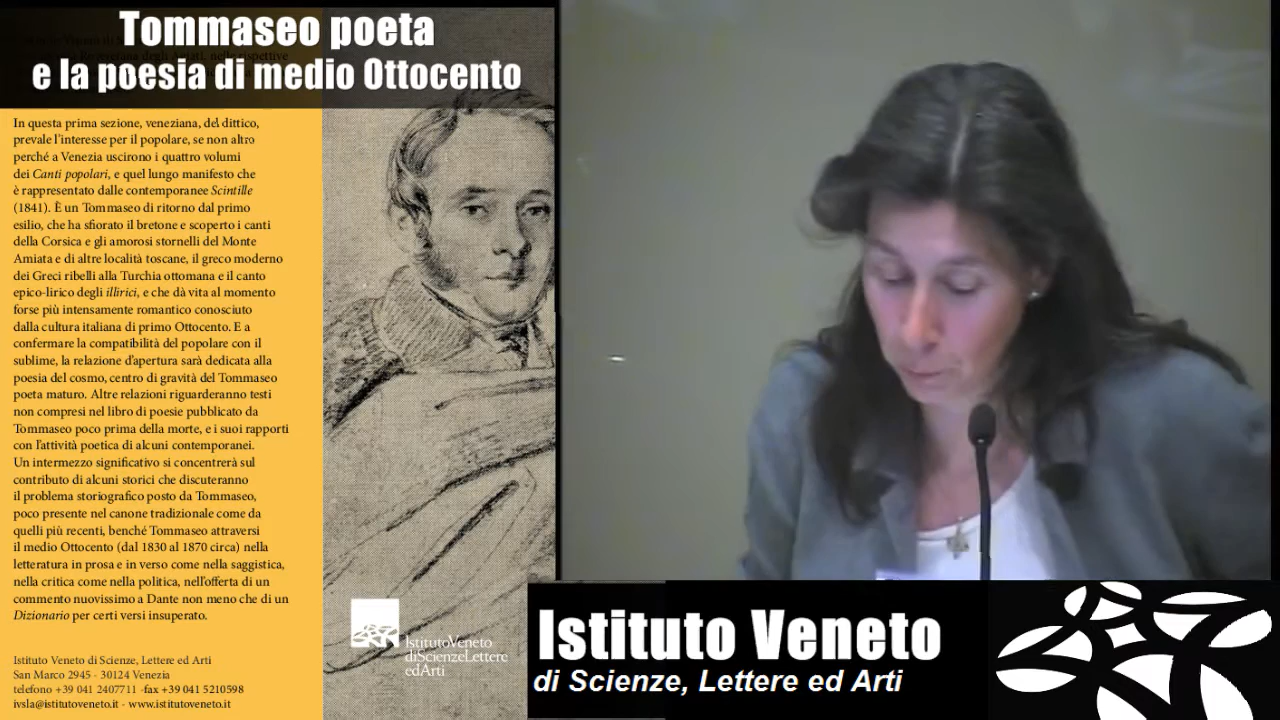 Tommaseo poeta
e la poesia di medio Ottocento
In questa prima sezione, veneziana, del dittico,
prevale l'interesse per il popolare, se non altro
perché a Venezia uscirono i quattro volumi
dei Canti popolari, e quel lungo manifesto che
è rappresentato dalle contemporanee Scintille
(1841). È un Tommaseo di ritorno dal primo
esilio, che ha sfiorato il bretone e scoperto i canti
della Corsica e gli amorosi stornelli del Monte
Amiata e di altre località toscane, il greco moderno
dei Greci ribelli alla Turchia ottomana e il canto
epico-lirico degli illirici, e che dà vita al momento
forse più intensamente romantico conosciuto
dalla cultura italiana di primo Ottocento. E a
confermare la compatibilità del popolare con il
sublime, la relazione d'apertura sarà dedicata alla
poesia del cosmo, centro di gravità del Tommaseo
poeta maturo. Altre relazioni riguarderanno testi
non compresi nel libro di poesie pubblicato da
Tommaseo poco prima della morte, e i suoi rapporti
con l'attività poetica di alcuni contemporanei.
Un intermezzo significativo si concentrerà sul
contributo di alcuni storici che discuteranno
il problema storiografico posto da Tommaseo,
poco presente nel canone tradizionale come da
quelli più recenti, benché Tommaseo attraversi
il medio Ottocento (dal 1830 al 1870 circa) nella
letteratura in prosa e in verso come nella saggistica,
nella critica come nella politica, nell'offerta di un
commento nuovissimo a Dante non meno che di un
Dizionario per certi versi insuperato.
Istituto Veneto di Scienze, Lettere ed Arti
San Marco 2945 - 30124 Venezia
telefono +39 041 2407711 -fax +39 041 5210598
ivsla@istitutoveneto.it - www.istitutoveneto.it
IstitutoVeneto
diScienzeLettere
edArti
Istituto Veneto
di Scienze, Lettere ed Arti